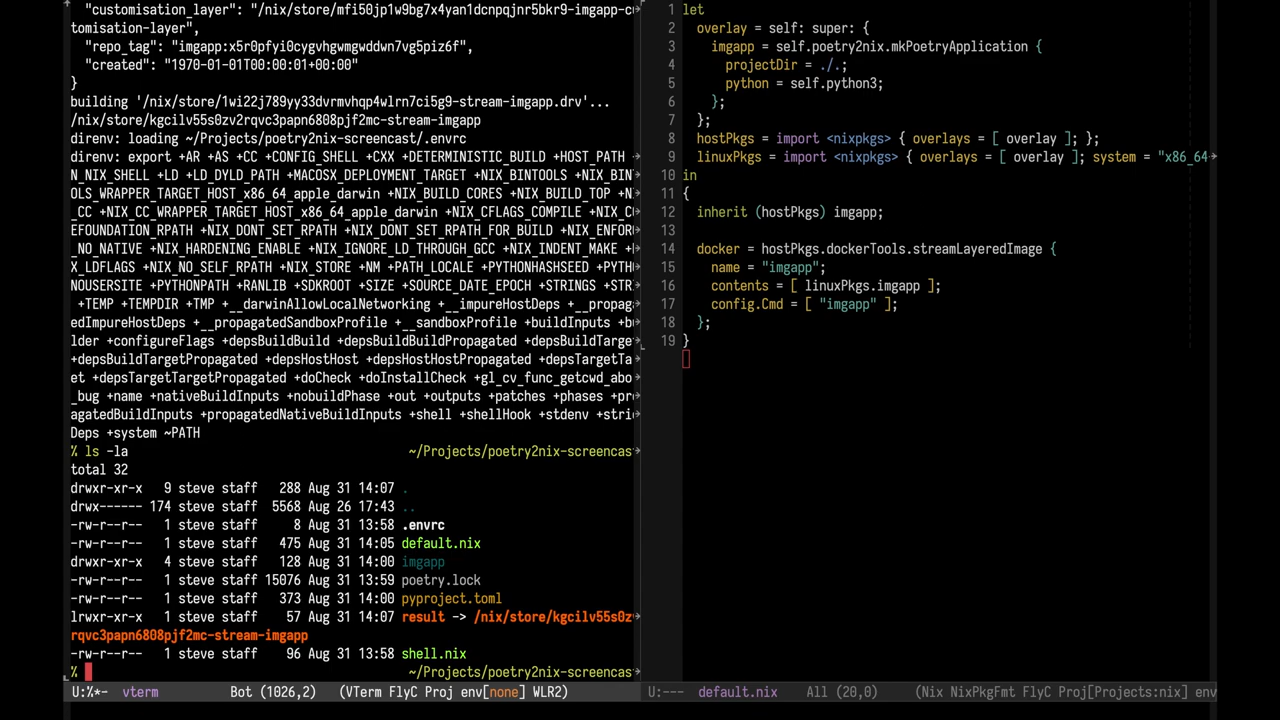 "customisation_layer": "/nix/store/mfi50jp1w9bg7x4yan1dcnpqjnr5bkr9-imgapp-cu
tomisation-layer",
"repo_tag": "imgapp:x5r0pfyi0cygvhgwmgwddwn7vg5piz6f",
"created": "1970-01-01T00:00:01+00:00"
}
building '/nix/store/1wi22j789yy33dvrmvhqp4wlrn7ci5g9-stream-imgapp.drv'...
/nix/store/kgcilv55s0zv2rqvc3papn6808pjf2mc-stream-imgapp
direnv: loading ~/Projects/poetry2nix-screencast/.envrc
direnv: export +AR +AS +CC +CONFIG_SHELL +CXX +DETERMINISTIC_BUILD +HOST_PATH
N_NIX_SHELL +LD +LD_DYLD_PATH +MACOSX_DEPLOYMENT_TARGET +NIX_BINTOOLS +NIX_BIN
OLS_WRAPPER_TARGET_HOST_x86_64_apple_darwin +NIX_BUILD_CORES +NIX_BUILD_TOP +N
_CC +NIX_CC_WRAPPER_TARGET_HOST_x86_64_apple_darwin +NIX_CFLAGS_COMPILE +NIX_C
EFOUNDATION_RPATH +NIX_DONT_SET_RPATH +NIX_DONT_SET_RPATH_FOR_BUILD +NIX_ENFOR
_NO_NATIVE +NIX_HARDENING_ENABLE +NIX_IGNORE_LD_THROUGH_GCC +NIX_INDENT_MAKE +
X_LDFLAGS +NIX_NO_SELF_RPATH +NIX_STORE +NM +PATH_LOCALE +PYTHONHASHSEED +PYTH
NOUSERSITE +PYTHONPATH +RANLIB +SDKROOT +SIZE +SOURCE_DATE_EPOCH +STRINGS +STR
+TEMP +TEMPDIR +TMP +__darwinAllowLocalNetworking +__impureHostDeps +__propag
edImpureHostDeps +__propagatedSandboxProfile +__sandboxProfile +buildInputs +b
lder +configureFlags +depsBuildBuild +depsBuildBuildPropagated +depsBuildTarge
+depsBuildTargetPropagated +depsHostHost +depsHostHostPropagated +depsTargetTa
et +depsTargetTargetPropagated +doCheck +doInstallCheck +gl_cv_func_getcwd_abo
_bug +name +nativeBuildInputs +nobuildPhase +out +outputs +patches +phases +pr
agatedBuildInputs +propagatedNativeBuildInputs +shell +shellHook +stdenv +stri
Deps +system ~PATH
% ls -la ~/Projects/poetry2nix-screencas
total 32
drwxr-xr-x 9 steve staff 288 Aug 31 14:07 .
drwx------ 174 steve staff 5568 Aug 26 17:43 ..
-rw-r--r-- 1 steve staff 8 Aug 31 13:58 .envrc
-rw-r--r-- 1 steve staff 475 Aug 31 14:05 default.nix
drwxr-xr-x 4 steve staff 128 Aug 31 14:00 imgapp
-rw-r--r-- 1 steve staff 15076 Aug 31 13:59 poetry.lock
-rw-r--r-- 1 steve staff 373 Aug 31 14:00 pyproject.toml
lrwxr-xr-x 1 steve staff 57 Aug 31 14:07 result -> /nix/store/kgcilv55s0z
rqvc3papn6808pjf2mc-stream-imgapp
-rw-r--r-- 1 steve staff 96 Aug 31 13:58 shell.nix
% ~/Projects/poetry2nix-screencas
U:%*- vterm Bot (1026,2) (VTerm FlyC Proj env[none] WLR2)
1 let
2 overlay = self: super: {
3 imgapp = self.poetry2nix.mkPoetryApplication {
4 projectDir = ./.;
5 python = self.python3;
6 };
7 };
8 hostPkgs = import <nixpkgs> { overlays = [ overlay ]; };
9 linuxPkgs = import <nixpkgs> { overlays = [ overlay ]; system = "x86_64
10 in
11 {
12 inherit (hostPkgs) imgapp;
13
14 docker = hostPkgs.dockerTools.streamLayeredImage {
15 name = "imgapp";
16 contents = [ linuxPkgs.imgapp ];
17 config.Cmd = [ "imgapp" ];
18 };
19 }
U:--- default.nix All (20,0) (Nix NixPkgFmt FlyC Proj[Projects:nix] env